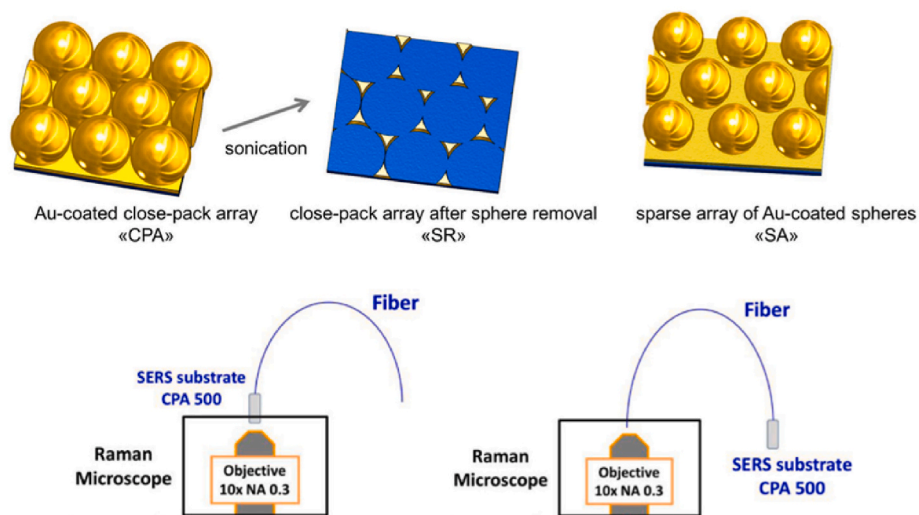 sonication
Au-coated close-pack array
«CPA»
close-pack array after sphere removal
«SR»
sparse array of Au-coated spheres
«SA»
Fiber
SERS substrate
CPA 500
Raman
Microscope
Objective
10x NA 0.3
Fiber
Raman
Microscope
Objective
10x NA 0.3
SERS substrate
CPA 500